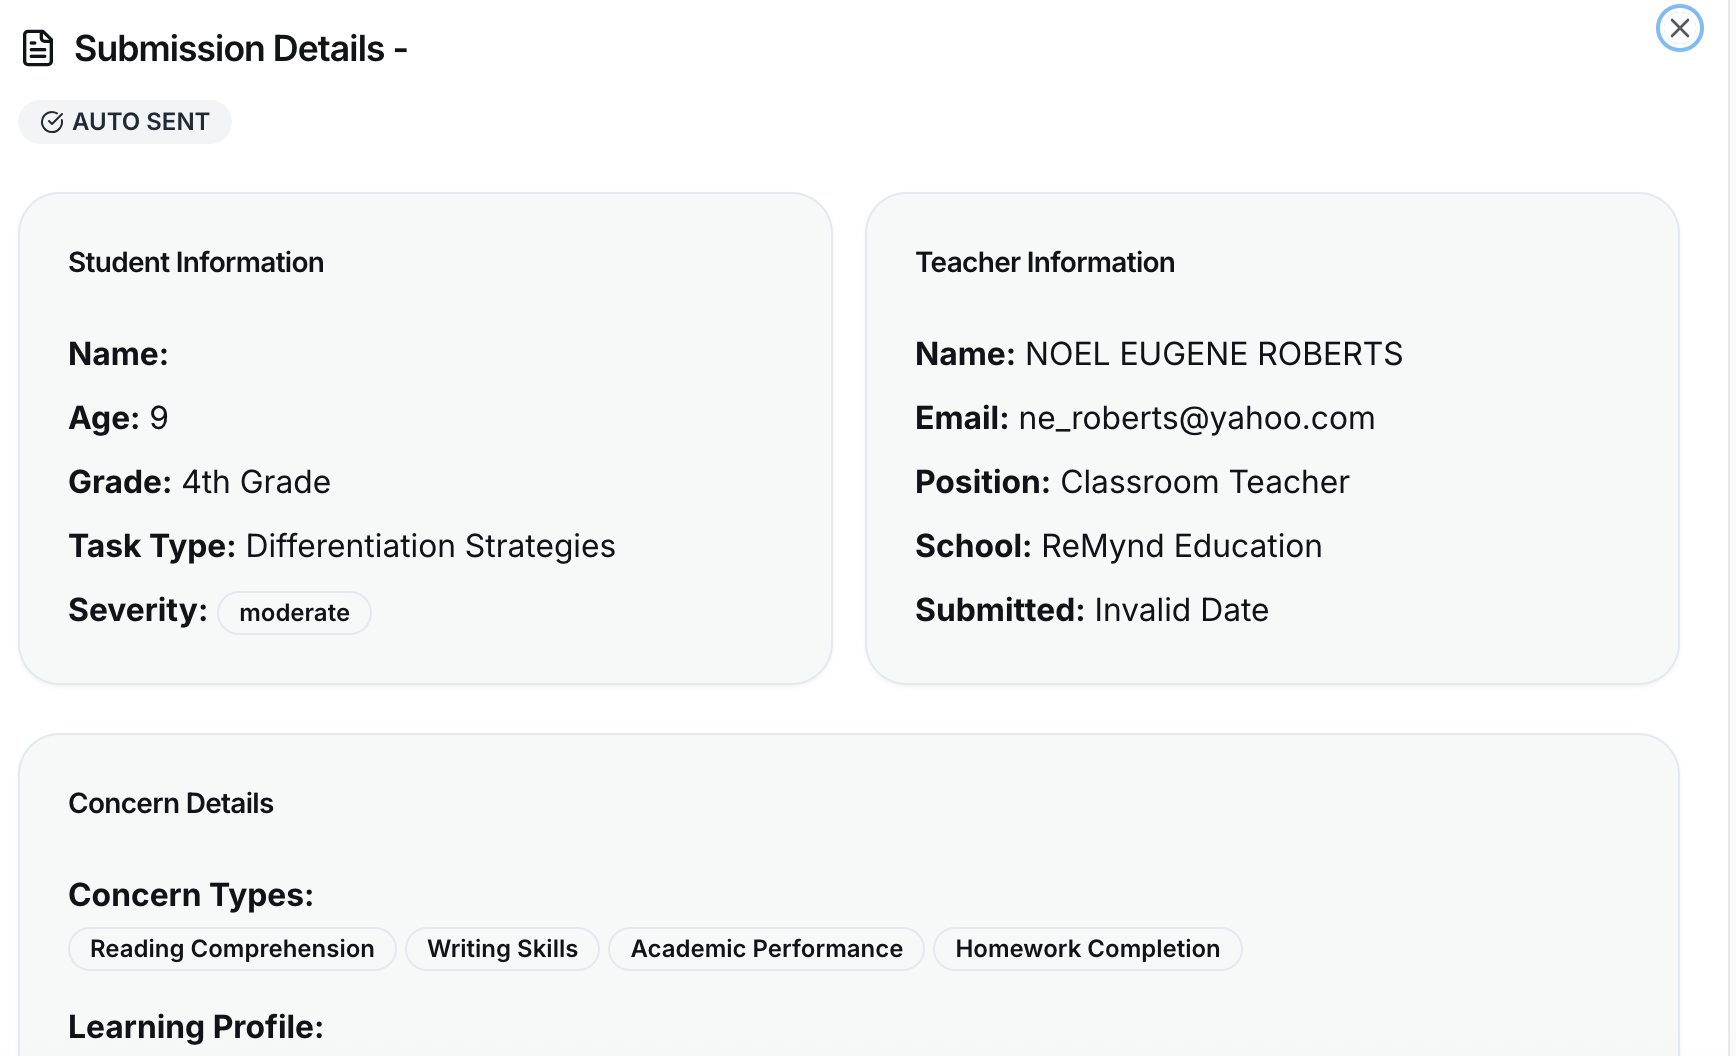 Submission Details -
AUTO SENT
Student Information
Name:
Age: 9
Grade: 4th Grade
Task Type: Differentiation Strategies
Severity: moderate
Teacher Information
Name: NOEL EUGENE ROBERTS
Email: ne_roberts@yahoo.com
Position: Classroom Teacher
School: ReMynd Education
Submitted: Invalid Date
Concern Details
Concern Types:
Reading Comprehension Writing Skills Academic Performance Homework Completion
Learning Profile: